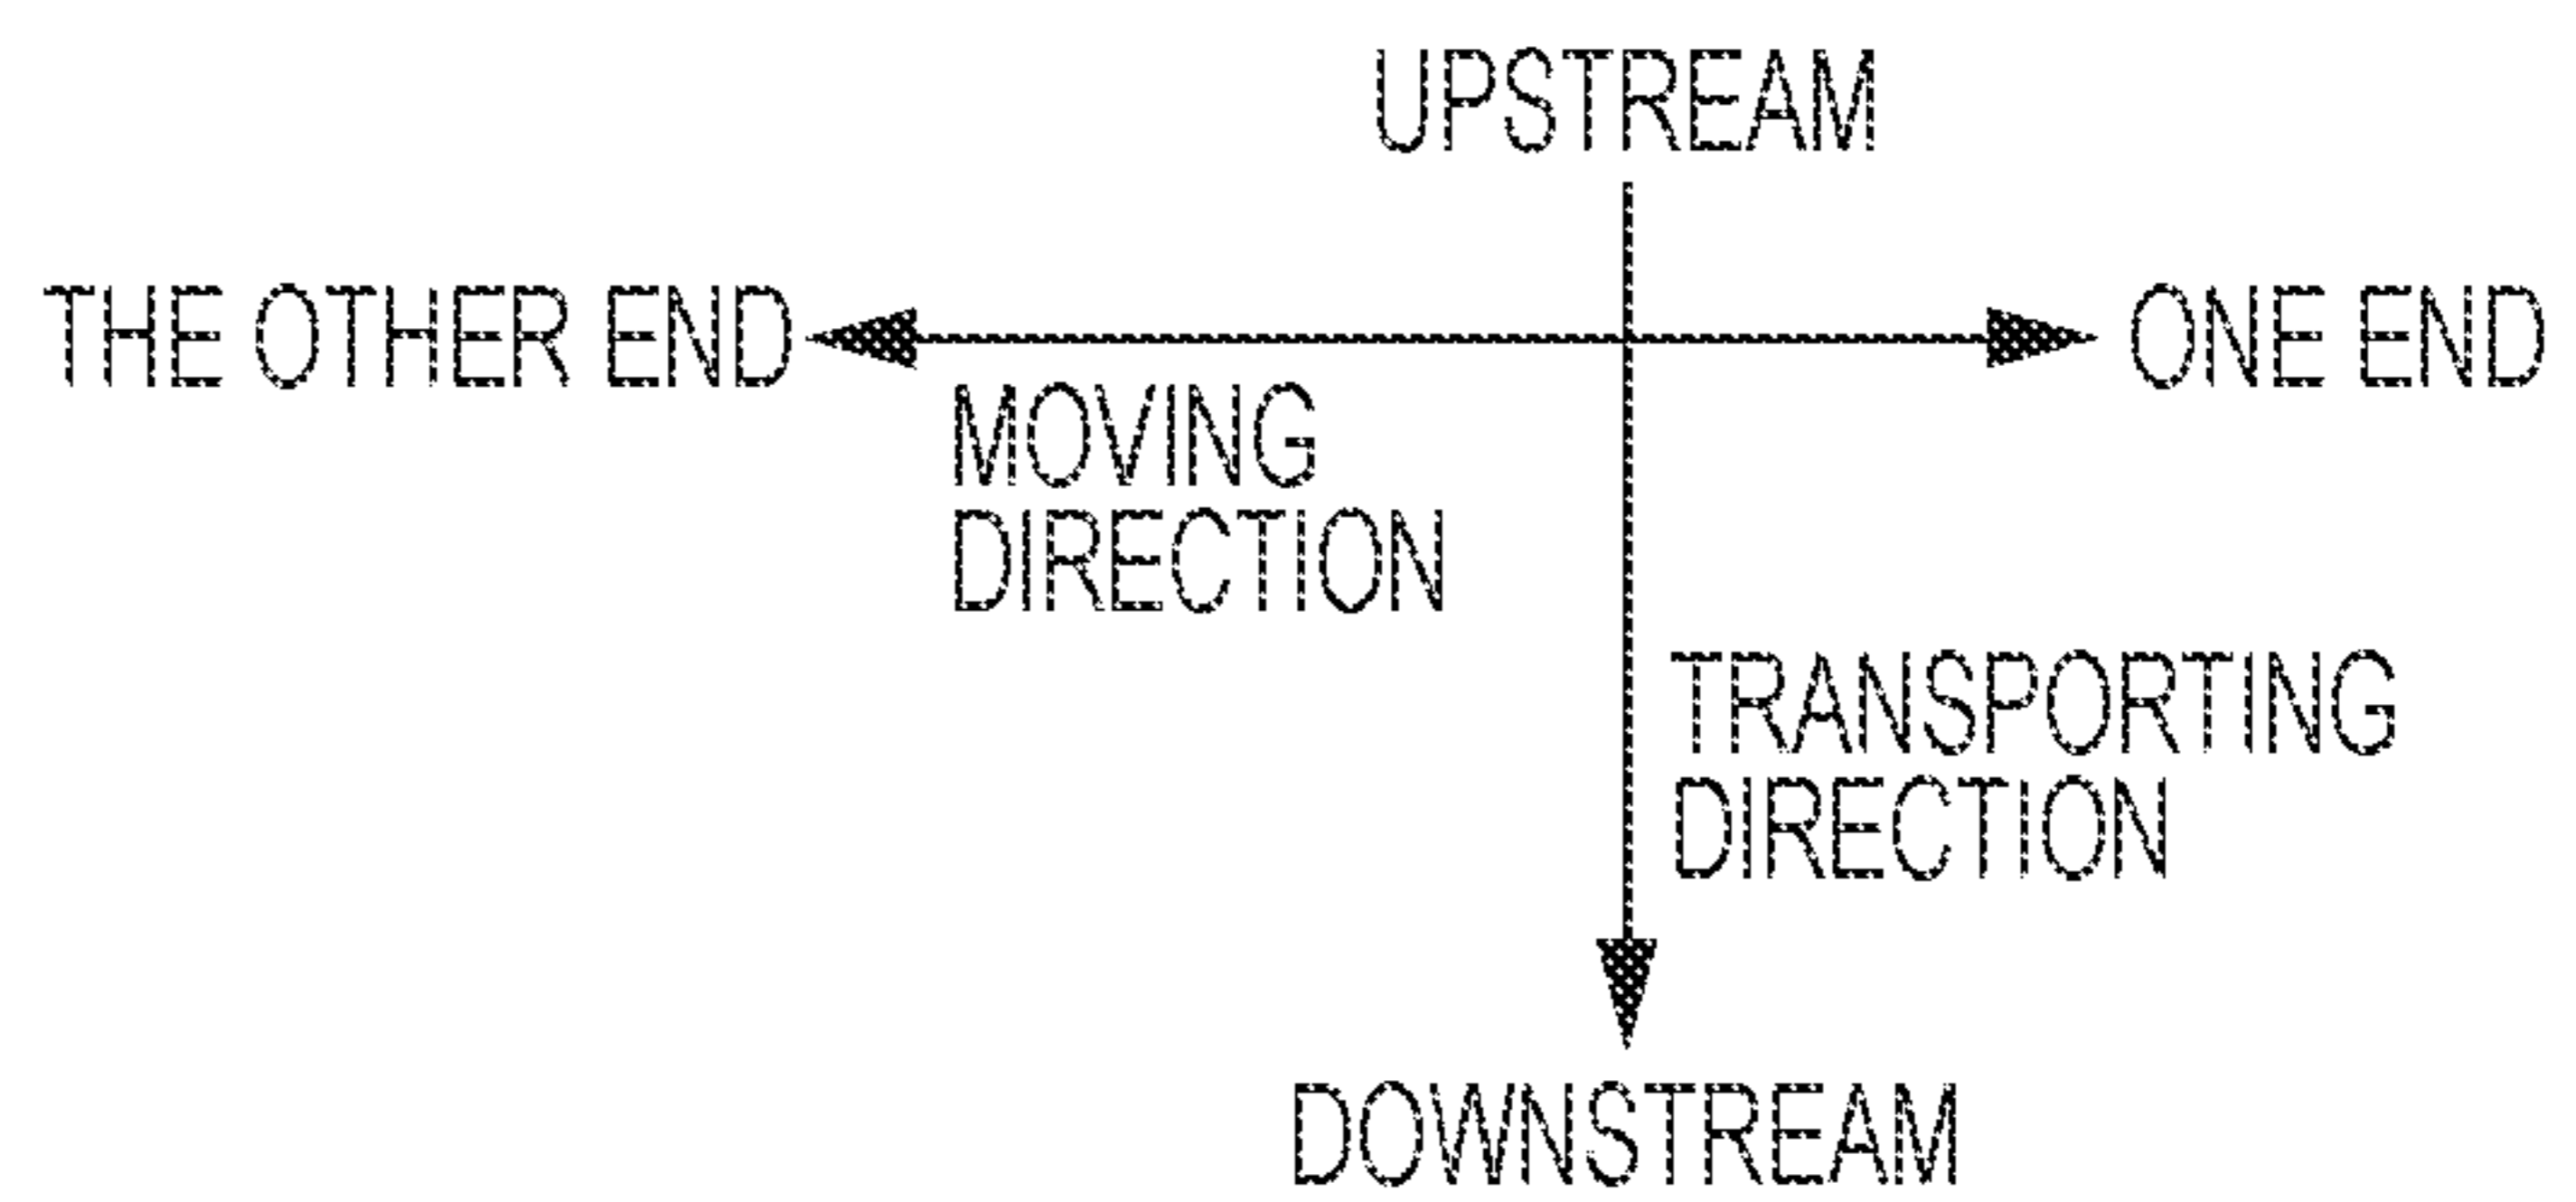 UPSTREAM
THE OTHER END
ONE END
MOVING
DIRECTION
TRANSPORTING
DIRECTION
DOWNSTREAM